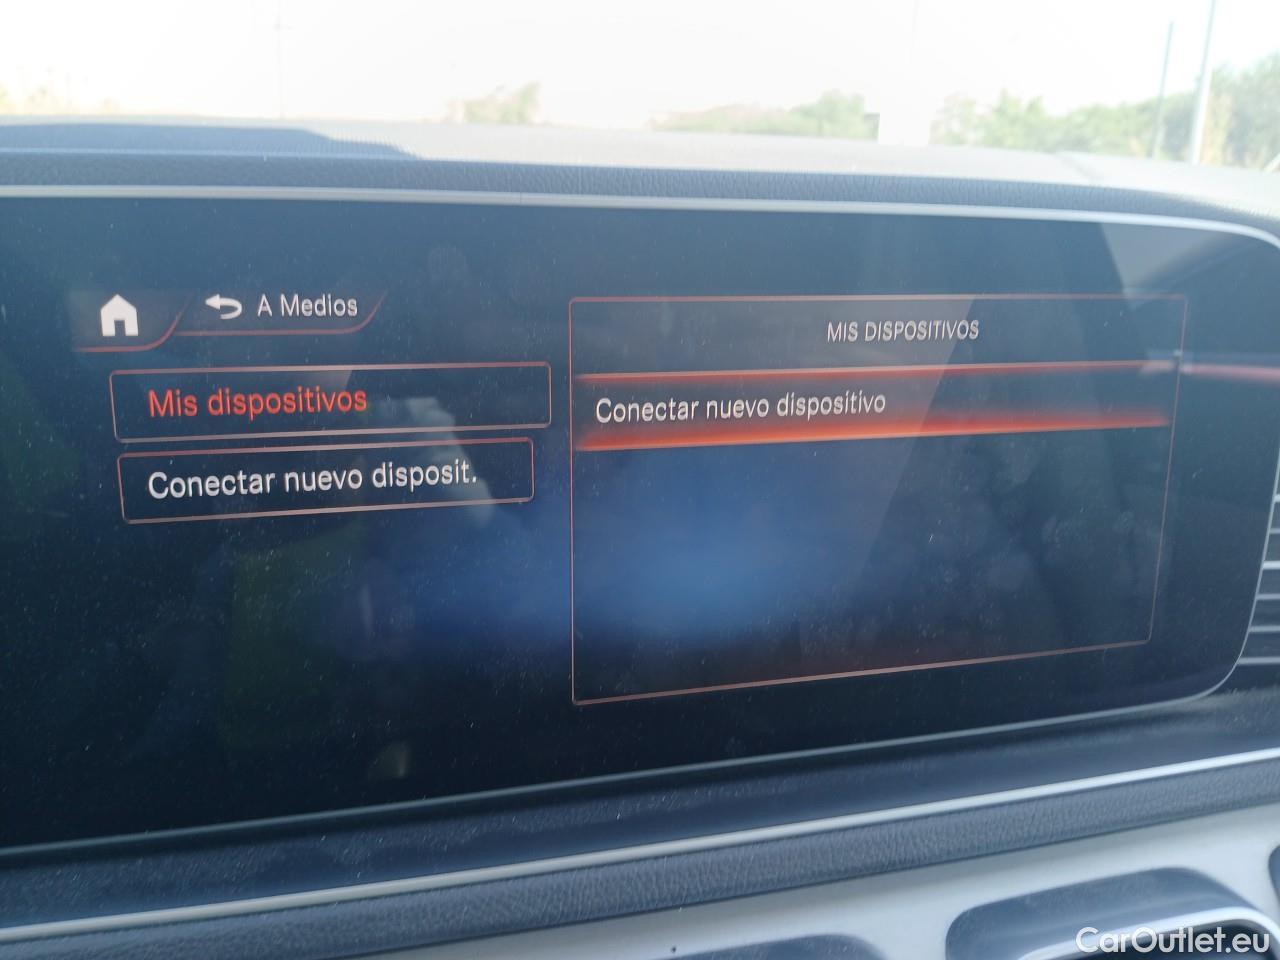 A Medios
MIS DISPOSITIVOS
Mis dispositivos
Conectar nuevo dispositivo
Conectar nuevo disposit.
CarOutlet.eu